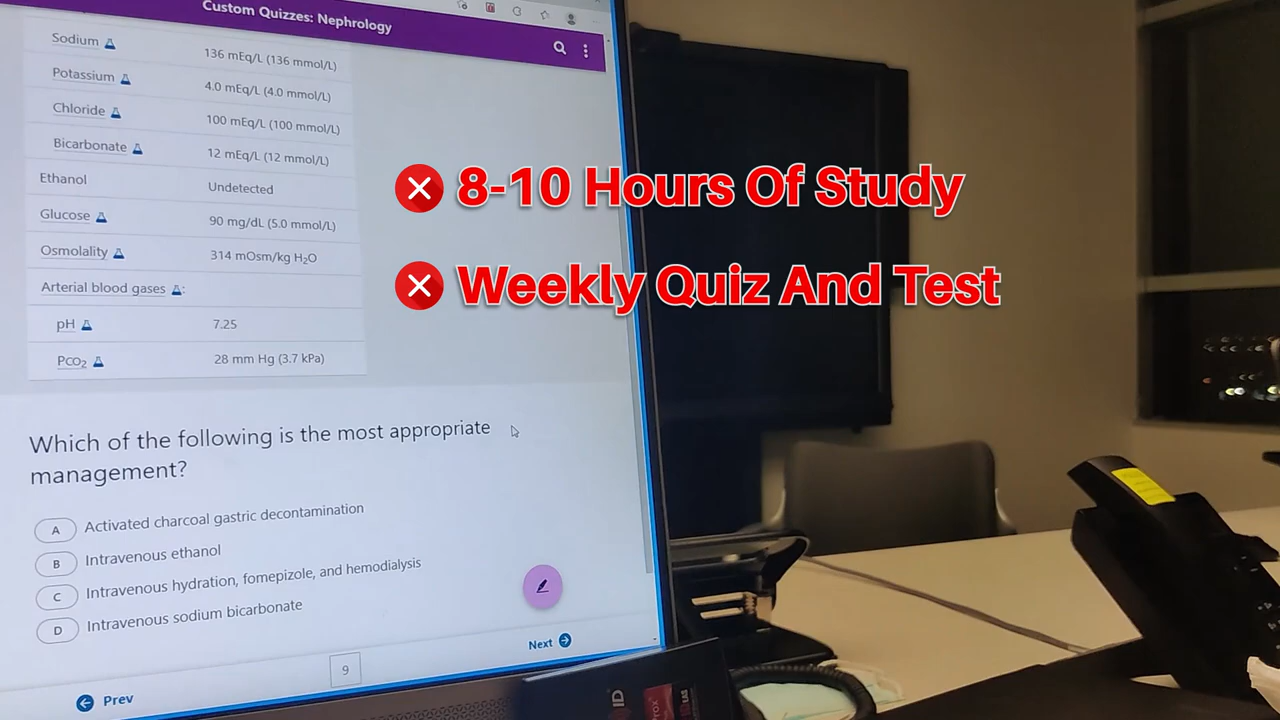 Custom Quizzes: Nephrology
Sodium 136 mEq/L (136 mmol/L)
Potassium 4.0 mEq/L (4.0 mmol/L)
Chloride 100 mEq/L (100 mmol/L)
Bicarbonate 12 mEq/L (12 mmol/L)
Ethanol Undetected
Glucose 90 mg/dL (5.0 mmol/L)
Osmolality 314 mOsm/kg H₂O
Arterial blood gases :
pH 7.25
PCO₂ 28 mm Hg (3.7 kPa)
8-10 Hours Of Study
Weekly Quiz And Test
Which of the following is the most appropriate
management?
A Activated charcoal gastric decontamination
B Intravenous ethanol
C Intravenous hydration, fomepizole, and hemodialysis
D Intravenous sodium bicarbonate
Next
9
Prev